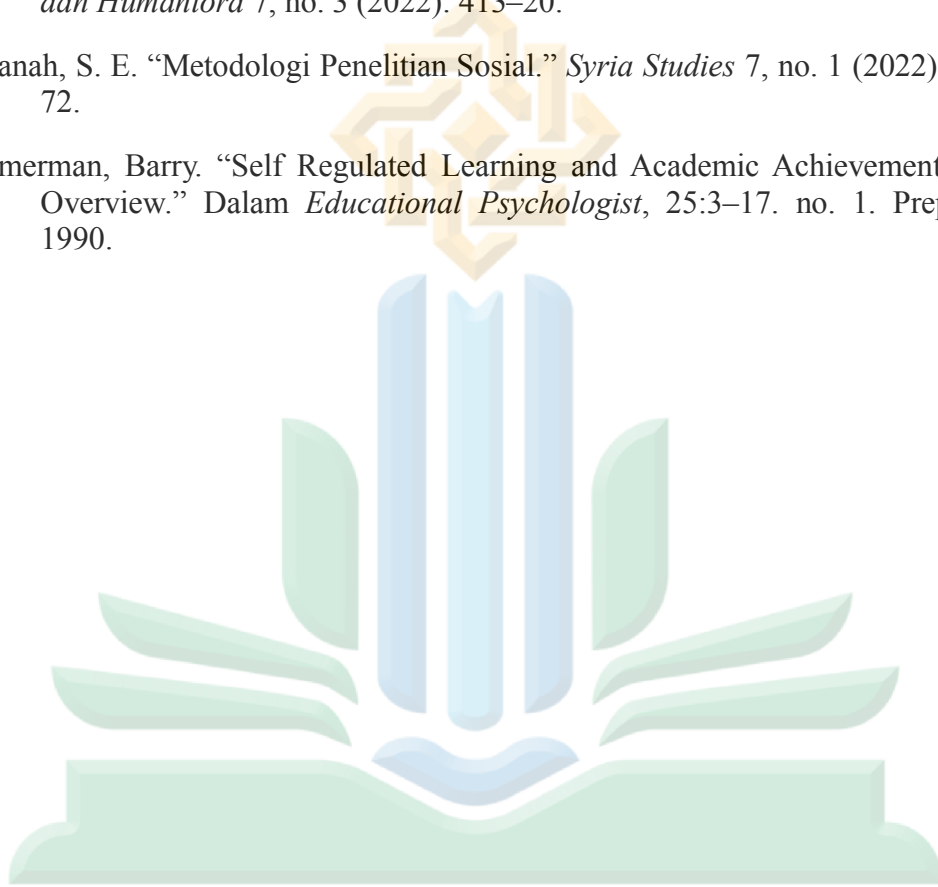 dan Humaniora 7, no. 3 (2022): 413–20.
anah, S. E. “Metodologi Penelitian Sosial.” Syria Studies 7, no. 1 (2022)
72.
merman, Barry. “Self Regulated Learning and Academic Achievement
Overview.” Dalam Educational Psychologist, 25:3–17. no. 1. Prep
1990.